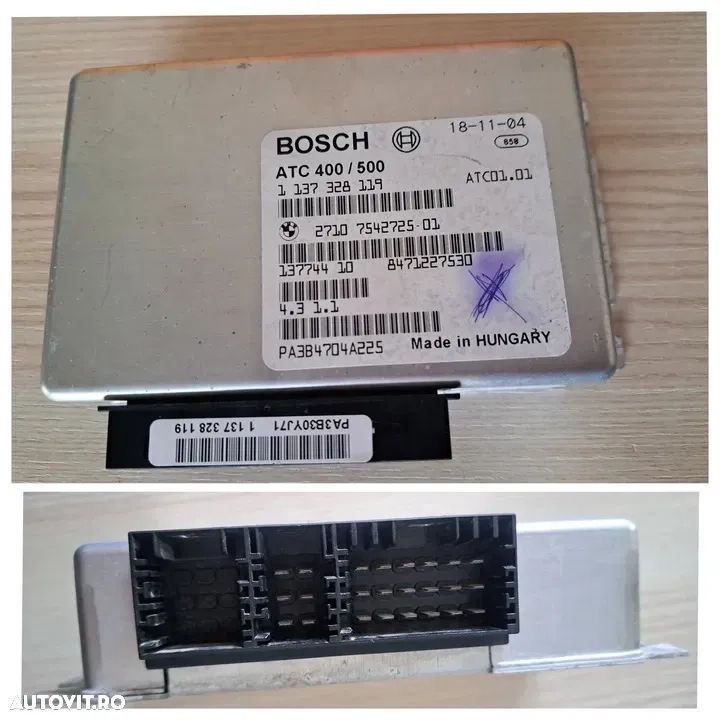 BOSCH
18-11-04
858
ATC 400 / 500
1 137 328 119
ATC01.01
2710 7542725-01
137744 10 8471227530
4.3 1.1
PA3B4704A225
Made in HUNGARY
PA3B30YJ71 1 137 328 119
AUTOVIT.RO